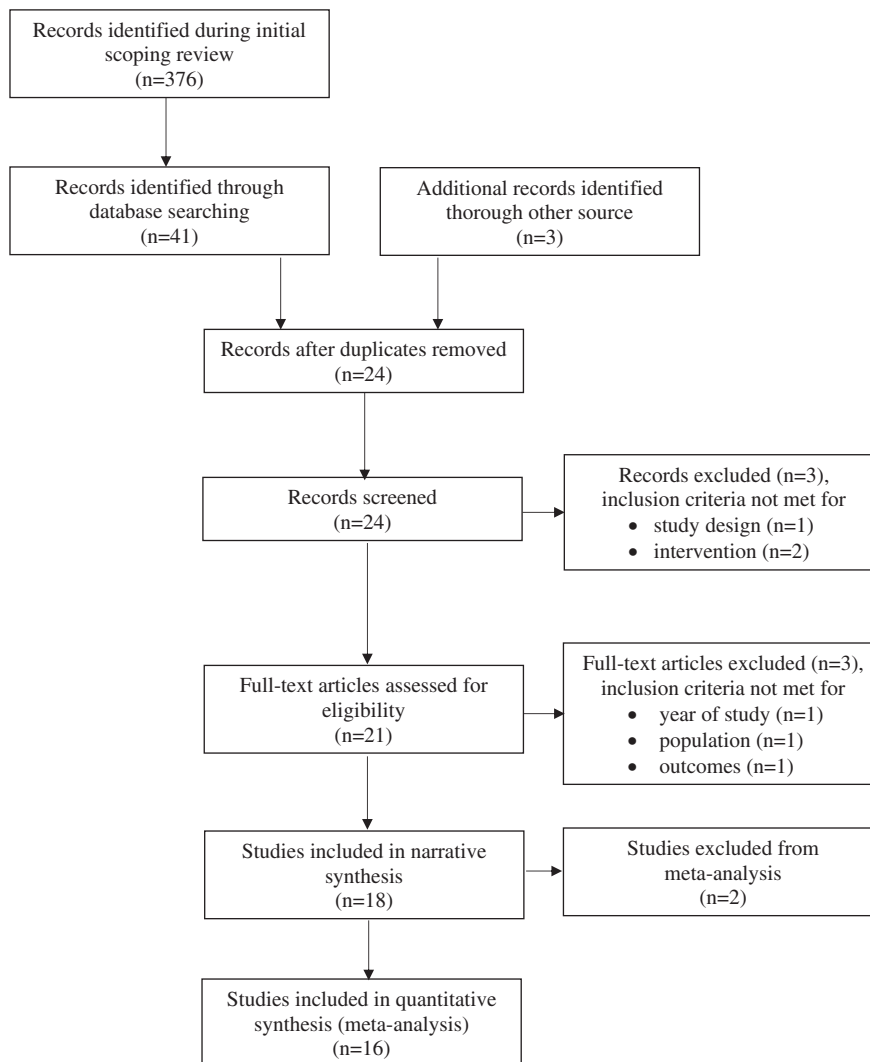 Records identified during initial
scoping review
(n=376)
Records identified through
database searching
(n=41)
Additional records identified
thorough other source
(n=3)
Records after duplicates removed
(n=24)
Records screened
(n=24)
Records excluded (n=3),
inclusion criteria not met for
• study design (n=1)
• intervention (n=2)
Full-text articles assessed for
eligibility
(n=21)
Full-text articles excluded (n=3),
inclusion criteria not met for
• year of study (n=1)
• population (n=1)
• outcomes (n=1)
Studies included in narrative
synthesis
(n=18)
Studies excluded from
meta-analysis
(n=2)
Studies included in quantitative
synthesis (meta-analysis)
(n=16)